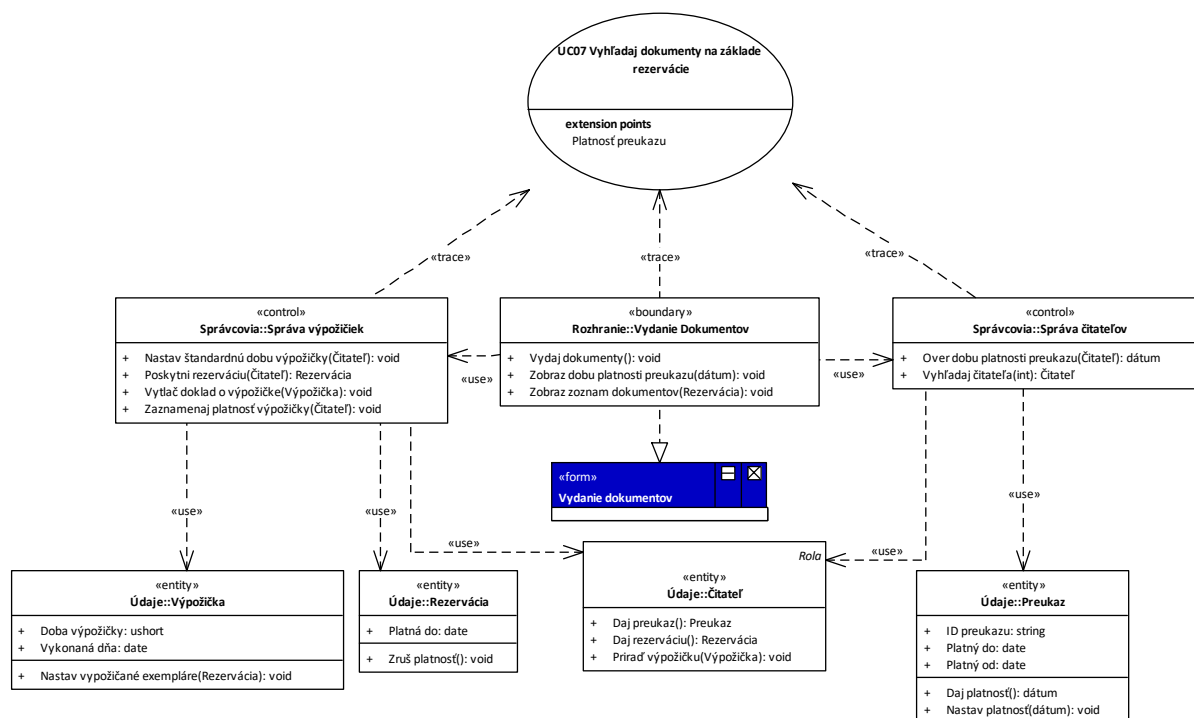 UC07 Vyhľadaj dokumenty na základe
rezervácie
extension points
Platnosť preukazu
«trace»
«trace»
«trace»
«control»
Správcovia::Správa výpožičiek
+ Nastav štandardnú dobu výpožičky(Čitateľ): void
+ Poskytni rezerváciu(Čitateľ): Rezervácia
+ Vytlač doklad o výpožičke(Výpožička): void
+ Zaznamenaj platnosť výpožičky(Čitateľ): void
«boundary»
Rozhranie::Vydanie Dokumentov
+ Vydaj dokumenty(): void
+ Zobraz dobu platnosti preukazu(dátum): void
+ Zobraz zoznam dokumentov(Rezervácia): void
«control»
Správcovia::Správa čitateľov
+ Over dobu platnosti preukazu(Čitateľ): dátum
+ Vyhľadaj čitateľa(int): Čitateľ
«use»
«use»
«form»
Vydanie dokumentov
«use»
«use»
«use»
«use»
«use»
«entity»
Údaje::Výpožička
+ Doba výpožičky: ushort
+ Vykonaná dňa: date
+ Nastav vypožičané exempláre(Rezervácia): void
«entity»
Údaje::Rezervácia
+ Platná do: date
+ Zruš platnosť(): void
Rola
«entity»
Údaje::Čitateľ
+ Daj preukaz(): Preukaz
+ Daj rezerváciu(): Rezervácia
+ Priraď výpožičku(Výpožička): void
«entity»
Údaje::Preukaz
+ ID preukazu: string
+ Platný do: date
+ Platný od: date
+ Daj platnosť(): dátum
+ Nastav platnosť(dátum): void